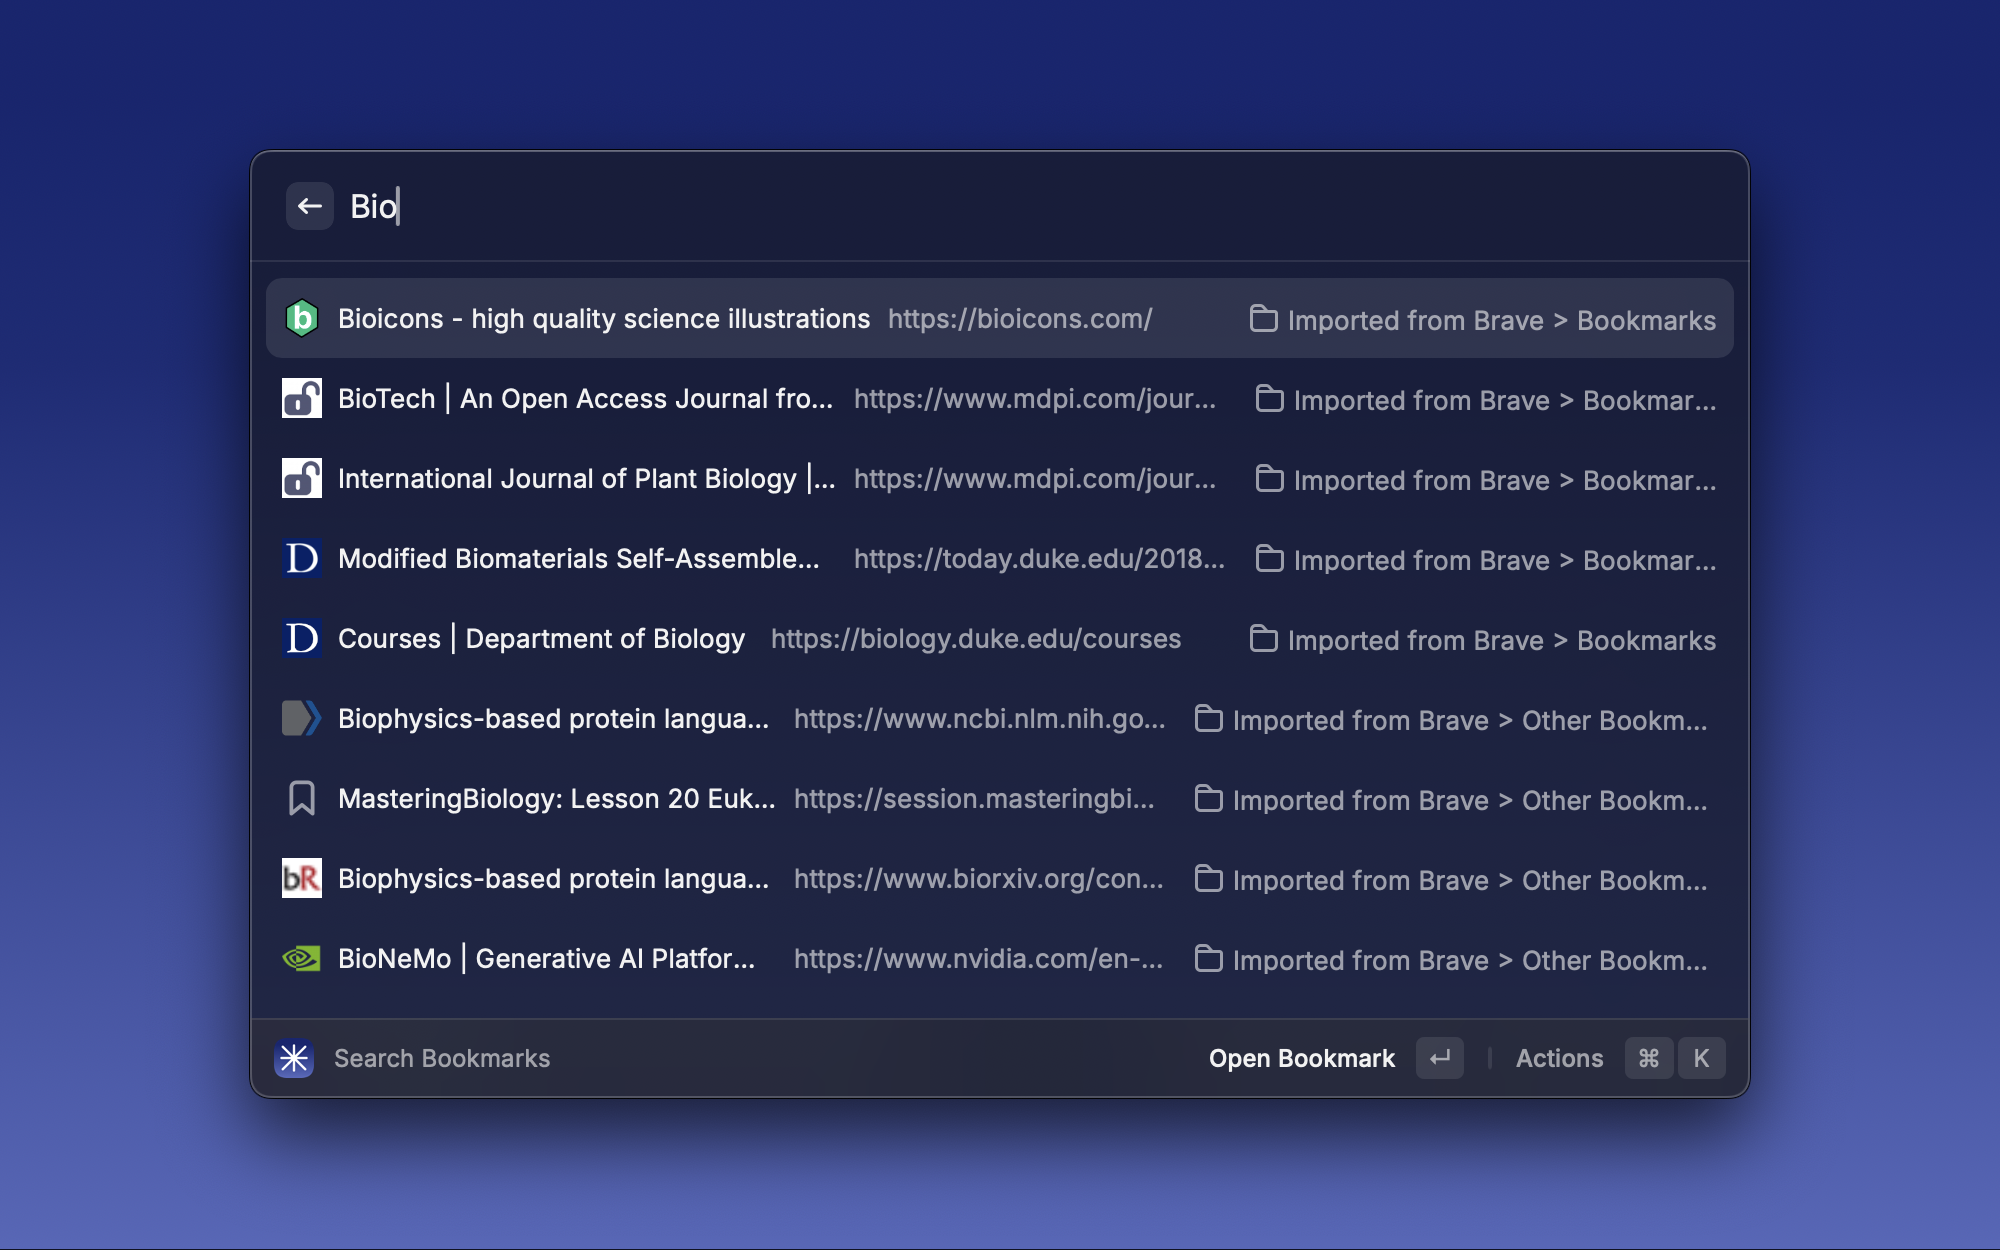 Bio
Bioicons - high quality science illustrations https://bioicons.com/ Imported from Brave > Bookmarks
BioTech | An Open Access Journal fro... https://www.mdpi.com/jour... Imported from Brave > Bookmar...
International Journal of Plant Biology |... https://www.mdpi.com/jour... Imported from Brave > Bookmar...
D Modified Biomaterials Self-Assemble... https://today.duke.edu/2018... Imported from Brave > Bookmar...
D Courses | Department of Biology https://biology.duke.edu/courses Imported from Brave > Bookmarks
Biophysics-based protein langua... https://www.ncbi.nlm.nih.go... Imported from Brave > Other Bookm...
MasteringBiology: Lesson 20 Euk... https://session.masteringbi... Imported from Brave > Other Bookm...
bR Biophysics-based protein langua... https://www.biorxiv.org/con... Imported from Brave > Other Bookm...
BioNeMo | Generative AI Platfor... https://www.nvidia.com/en-... Imported from Brave > Other Bookm...
Search Bookmarks Open Bookmark ↵ Actions ⌘ K